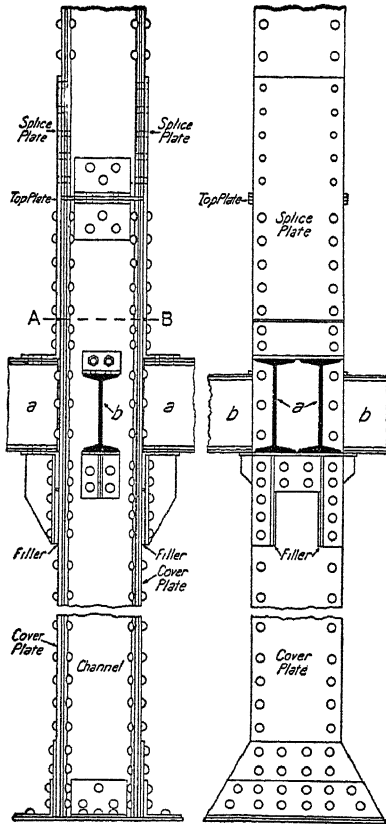 Splice
Plate
Splice
Plate
Top Plate
A
B
a
b
a
Filler
Filler
Cover
Plate
Cover
Plate
Channel
Top Plate
Splice
Plate
b
a
b
Filler
Cover
Plate